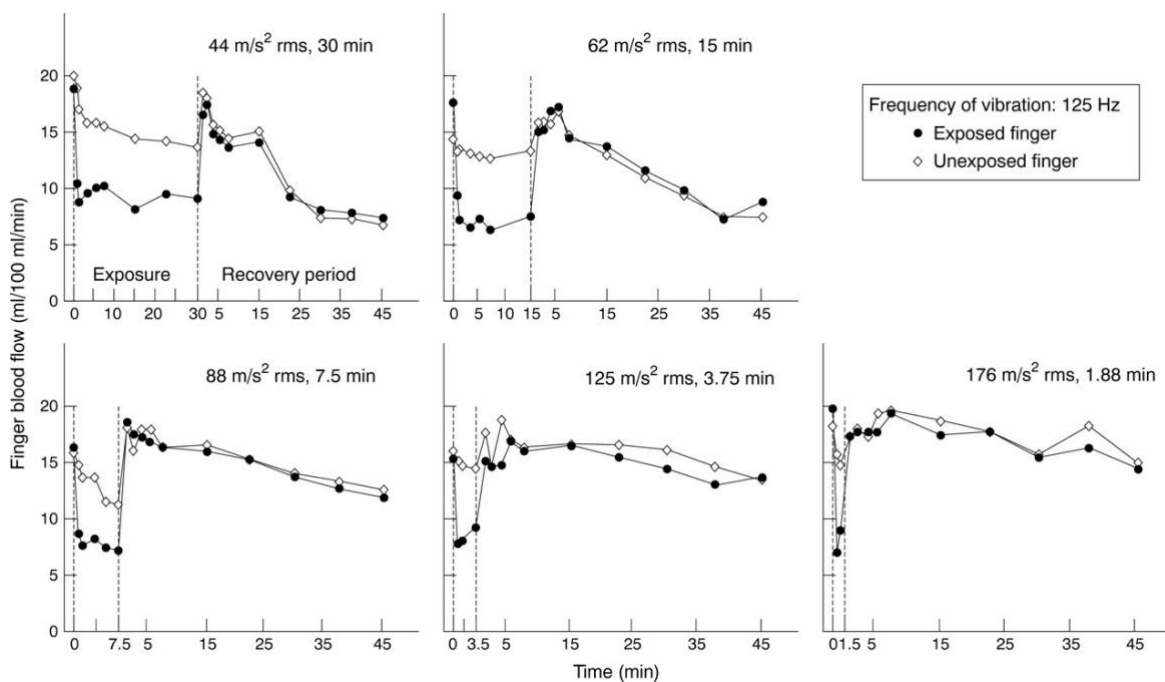 44 m/s² rms, 30 min
20
15
10
5
0
Exposure
Recovery period
0 10 20 30 5 15 25 35 45
62 m/s² rms, 15 min
0 5 10 15 5 15 25 35 45
Frequency of vibration: 125 Hz
Exposed finger
Unexposed finger
Finger blood flow (ml/100 ml/min)
88 m/s² rms, 7.5 min
20
15
10
5
0
0 7.5 5 15 25 35 45
125 m/s² rms, 3.75 min
0 3.5 5 15 25 35 45
176 m/s² rms, 1.88 min
0 1.5 5 15 25 35 45
Time (min)